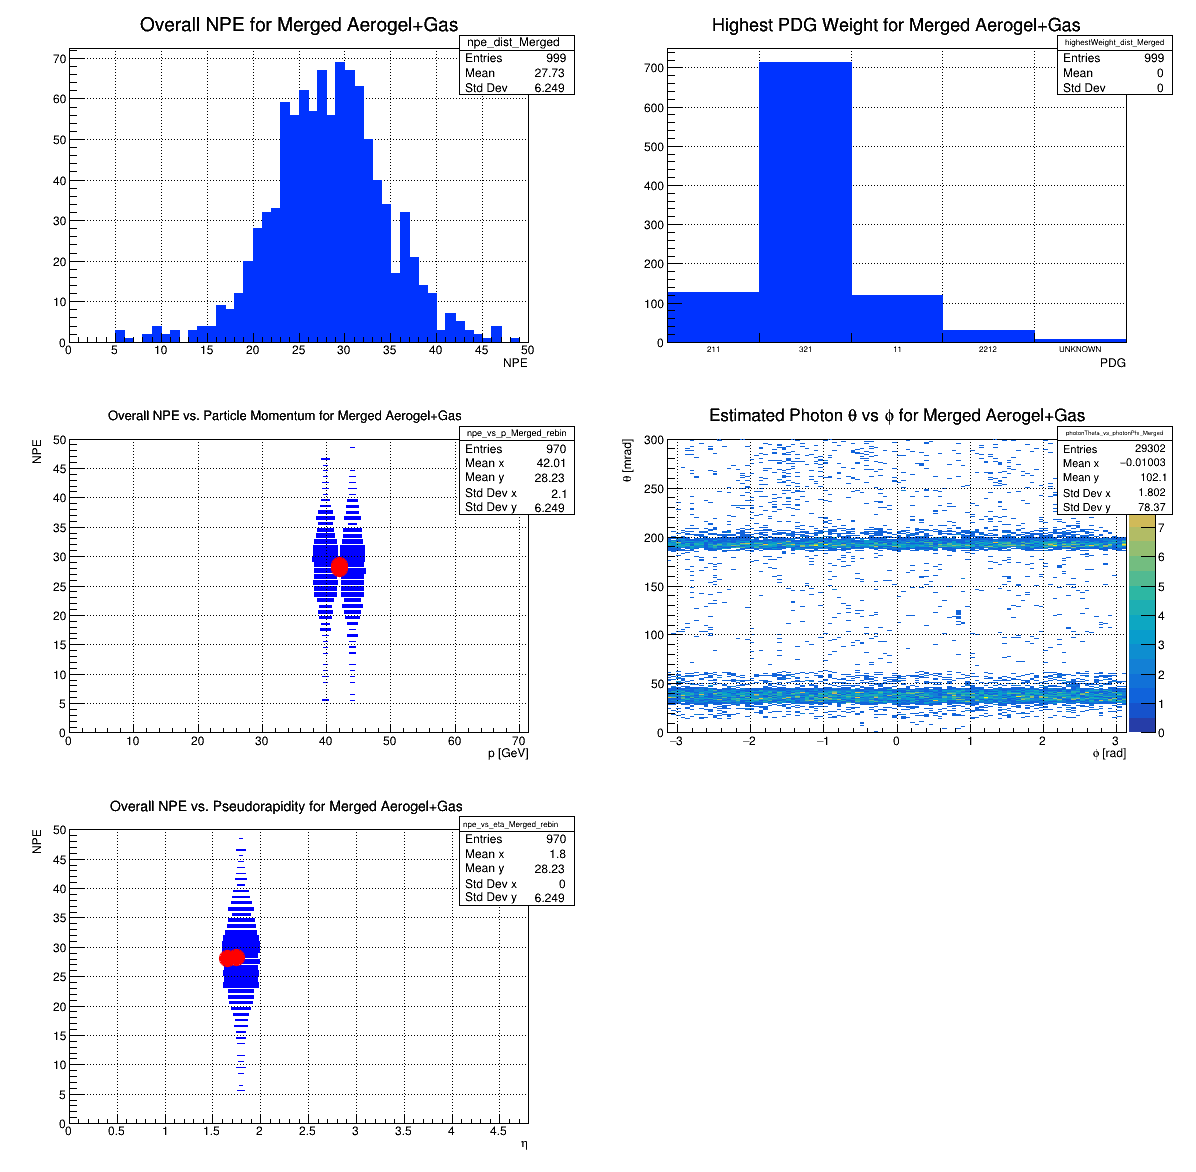 Overall NPE for Merged Aerogel+Gas
npe_dist_Merged
Entries 999
Mean 27.73
Std Dev 6.249
70
60
50
40
30
20
10
0
0 5 10 15 20 25 30 35 40 45 50
NPE
Highest PDG Weight for Merged Aerogel+Gas
highestWeight_dist_Merged
Entries 999
Mean 0
Std Dev 0
700
600
500
400
300
200
100
0
211 321 11 2212 UNKNOWN
PDG
Overall NPE vs. Particle Momentum for Merged Aerogel+Gas
npe_vs_p_Merged_rebin
Entries 970
Mean x 42.01
Mean y 28.23
Std Dev x 2.1
Std Dev y 6.249
NPE
50
45
40
35
30
25
20
15
10
5
0
0 10 20 30 40 50 60 70
p [GeV]
Estimated Photon θ vs ϕ for Merged Aerogel+Gas
photonTheta_vs_photonPhi_Merged
Entries 29302
Mean x −0.01003
Mean y 102.1
Std Dev x 1.802
Std Dev y 78.37
θ [mrad]
300
250
200
150
100
50
0
−3 −2 −1 0 1 2 3
ϕ [rad]
7
6
5
4
3
2
1
0
Overall NPE vs. Pseudorapidity for Merged Aerogel+Gas
npe_vs_eta_Merged_rebin
Entries 970
Mean x 1.8
Mean y 28.23
Std Dev x 0
Std Dev y 6.249
NPE
50
45
40
35
30
25
20
15
10
5
0
0 0.5 1 1.5 2 2.5 3 3.5 4 4.5
η